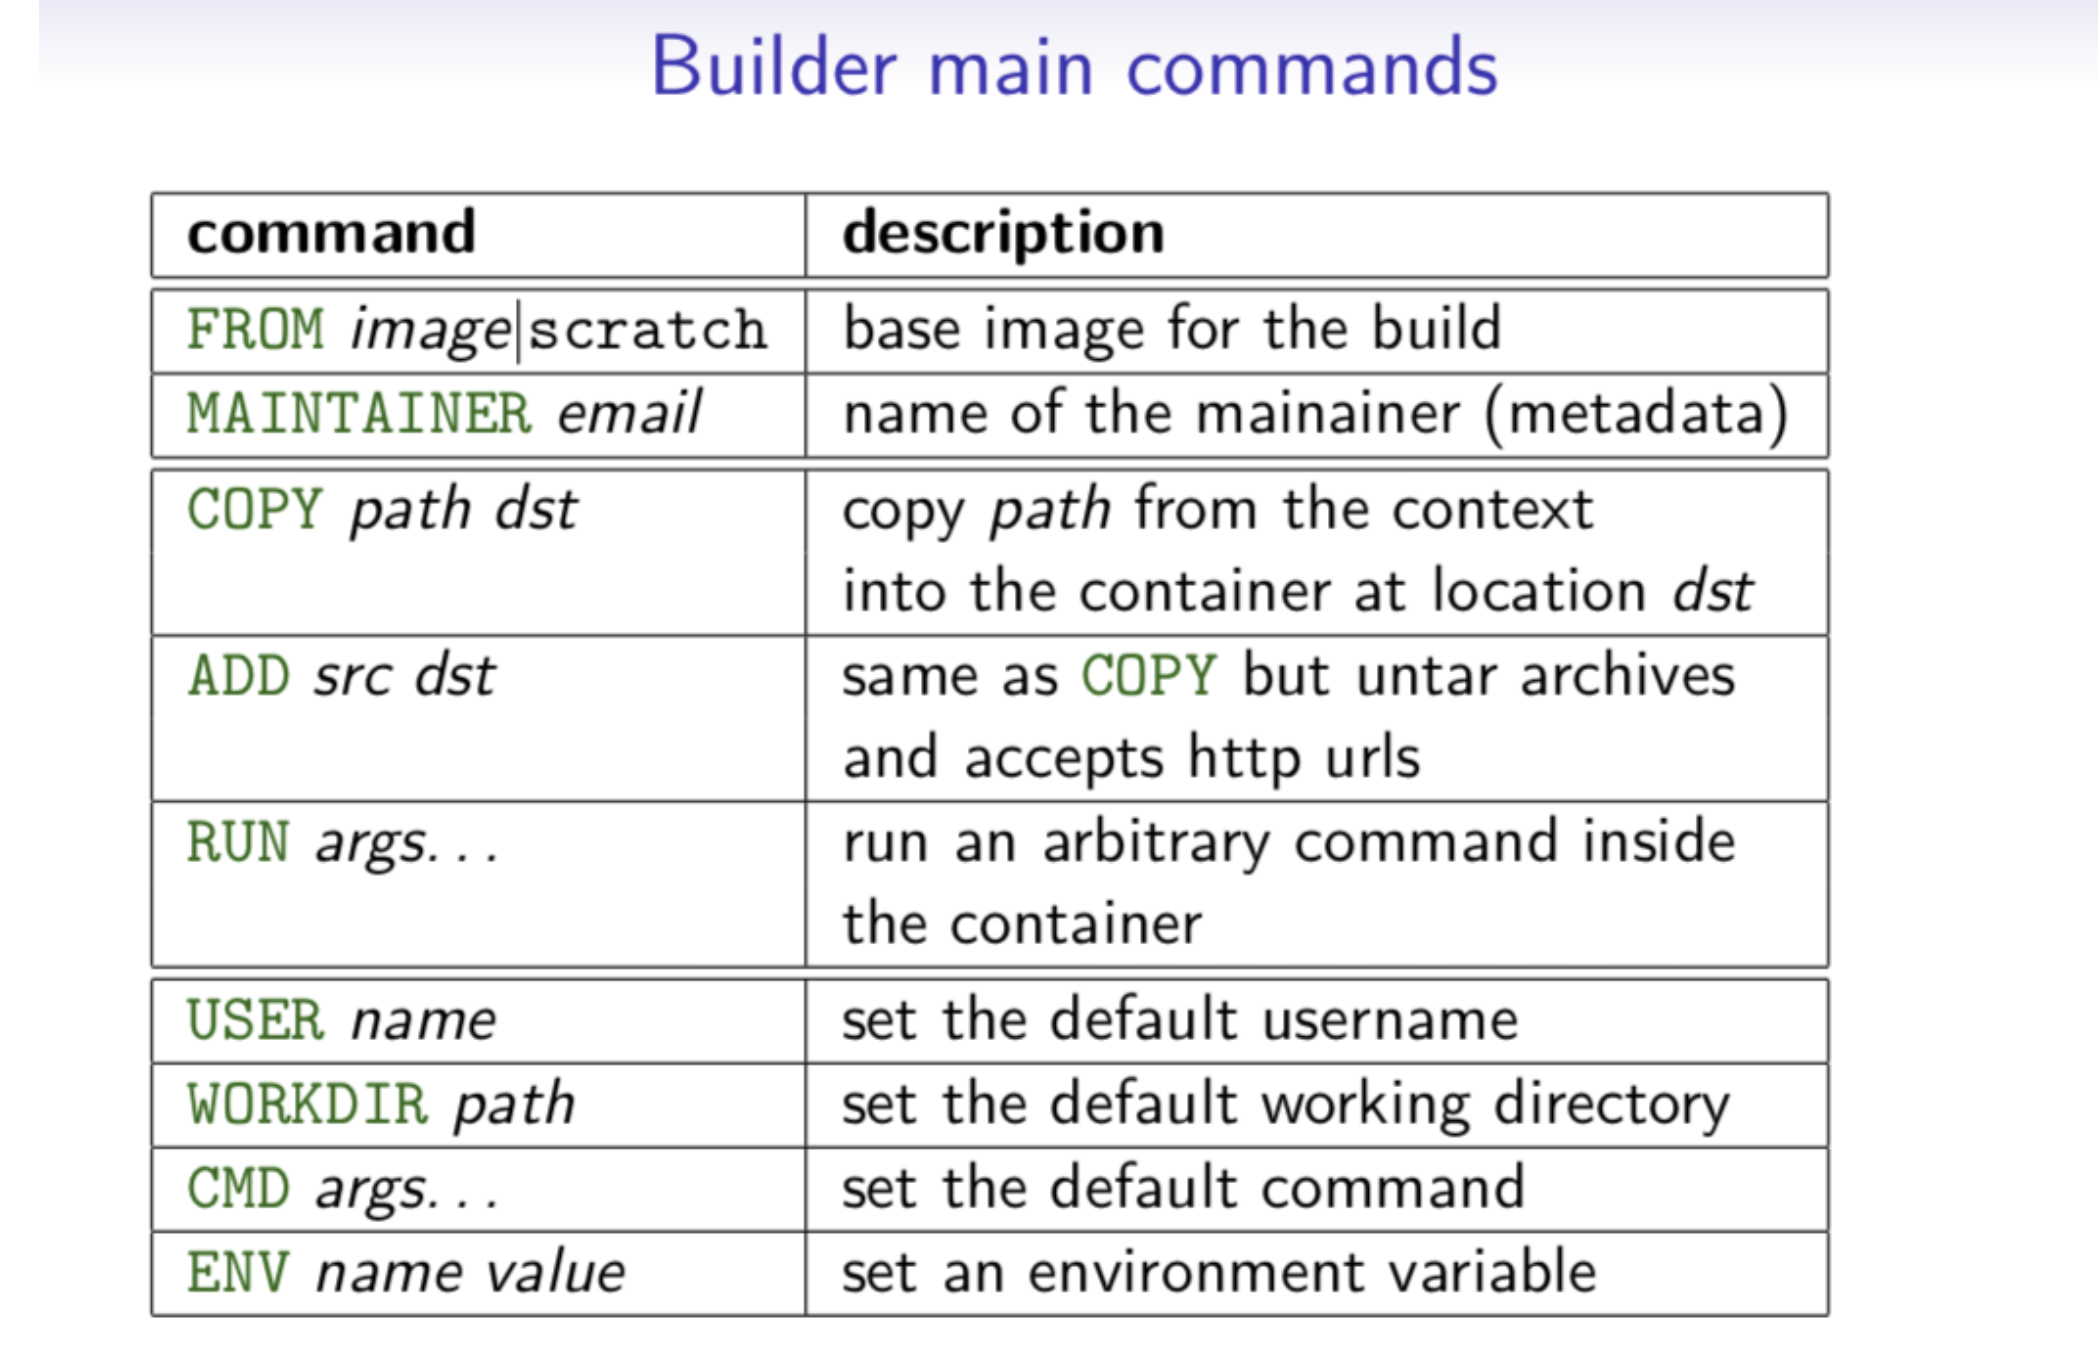 Builder main commands
command description
FROM image|scratch base image for the build
MAINTAINER email name of the mainainer (metadata)
COPY path dst copy path from the context
into the container at location dst
ADD src dst same as COPY but untar archives
and accepts http urls
RUN args... run an arbitrary command inside
the container
USER name set the default username
WORKDIR path set the default working directory
CMD args... set the default command
ENV name value set an environment variable